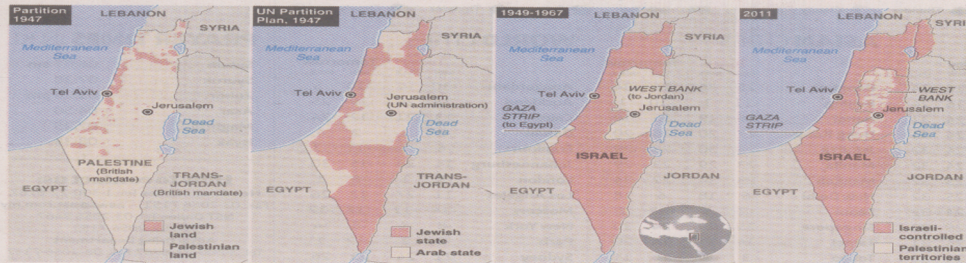 Partition
1947
LEBANON
SYRIA
Mediterranean
Sea
Tel Aviv
Jerusalem
Dead
Sea
PALESTINE
(British
mandate)
EGYPT
TRANS-
JORDAN
(British mandate)
Jewish
land
Palestinian
land
UN Partition
Plan, 1947
LEBANON
SYRIA
Mediterranean
Sea
Tel Aviv
Jerusalem
(UN administration)
Dead
Sea
EGYPT
TRANS-
JORDAN
Jewish
state
Arab state
1949-1967
LEBANON
SYRIA
Mediterranean
Sea
Tel Aviv
WEST BANK
(to Jordan)
Jerusalem
GAZA
STRIP
(to Egypt)
Dead
Sea
ISRAEL
EGYPT
JORDAN
2011
LEBANON
SYRIA
Mediterranean
Sea
Tel Aviv
WEST
BANK
Jerusalem
GAZA
STRIP
Dead
Sea
ISRAEL
EGYPT
JORDAN
Israeli-
controlled
Palestinian
territories